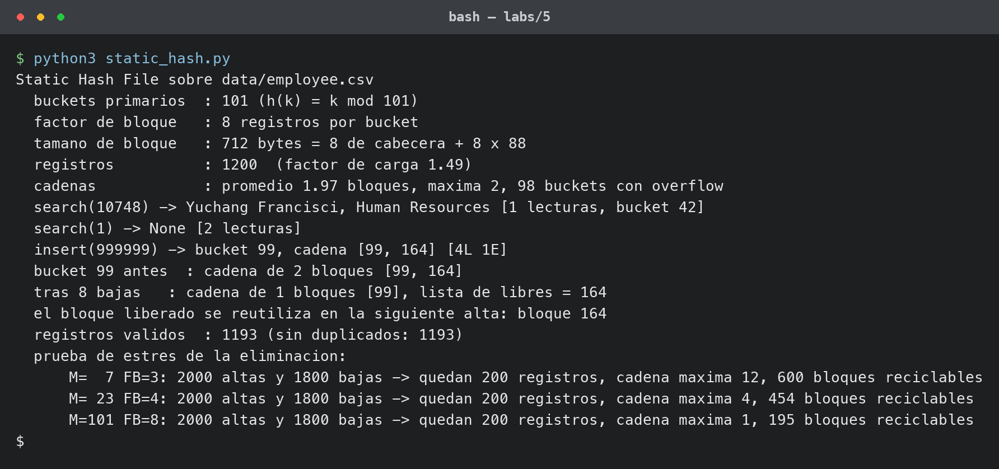 bash — labs/5
$ python3 static_hash.py
Static Hash File sobre data/employee.csv
  buckets primarios  : 101 (h(k) = k mod 101)
  factor de bloque   : 8 registros por bucket
  tamano de bloque   : 712 bytes = 8 de cabecera + 8 x 88
  registros          : 1200  (factor de carga 1.49)
  cadenas            : promedio 1.97 bloques, maxima 2, 98 buckets con overflow
  search(10748) −> Yuchang Francisci, Human Resources [1 lecturas, bucket 42]
  search(1) −> None [2 lecturas]
  insert(999999) −> bucket 99, cadena [99, 164] [4L 1E]
  bucket 99 antes  : cadena de 2 bloques [99, 164]
  tras 8 bajas   : cadena de 1 bloques [99], lista de libres = 164
  el bloque liberado se reutiliza en la siguiente alta: bloque 164
  registros validos  : 1193 (sin duplicados: 1193)
  prueba de estres de la eliminacion:
      M=  7 FB=3: 2000 altas y 1800 bajas −> quedan 200 registros, cadena maxima 12, 600 bloques reciclables
      M= 23 FB=4: 2000 altas y 1800 bajas −> quedan 200 registros, cadena maxima 4, 454 bloques reciclables
      M=101 FB=8: 2000 altas y 1800 bajas −> quedan 200 registros, cadena maxima 1, 195 bloques reciclables
$